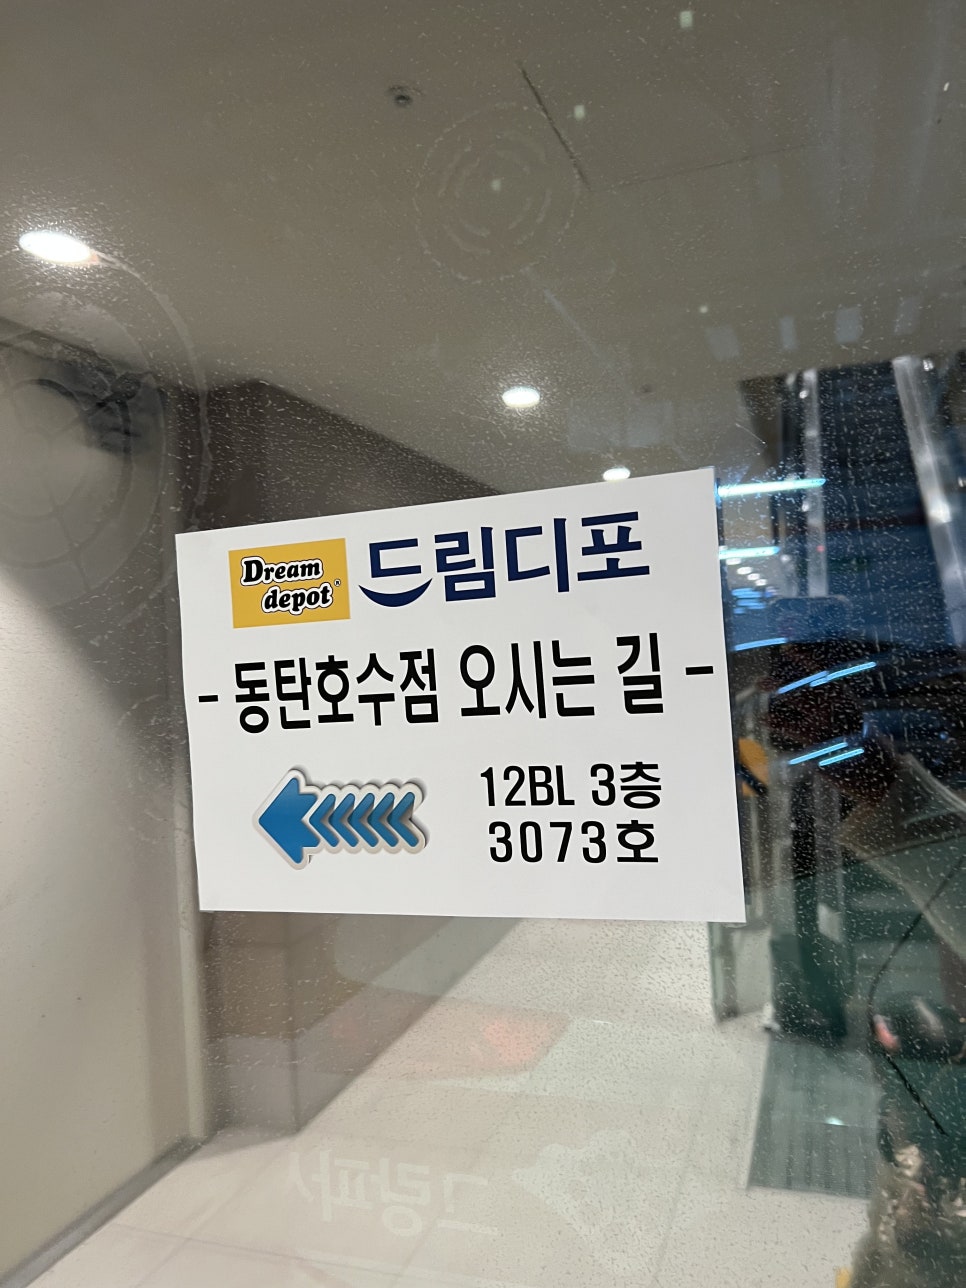 Dream
depot®
드림디포
- 동탄호수점 오시는 길 -
12BL 3층
3073호